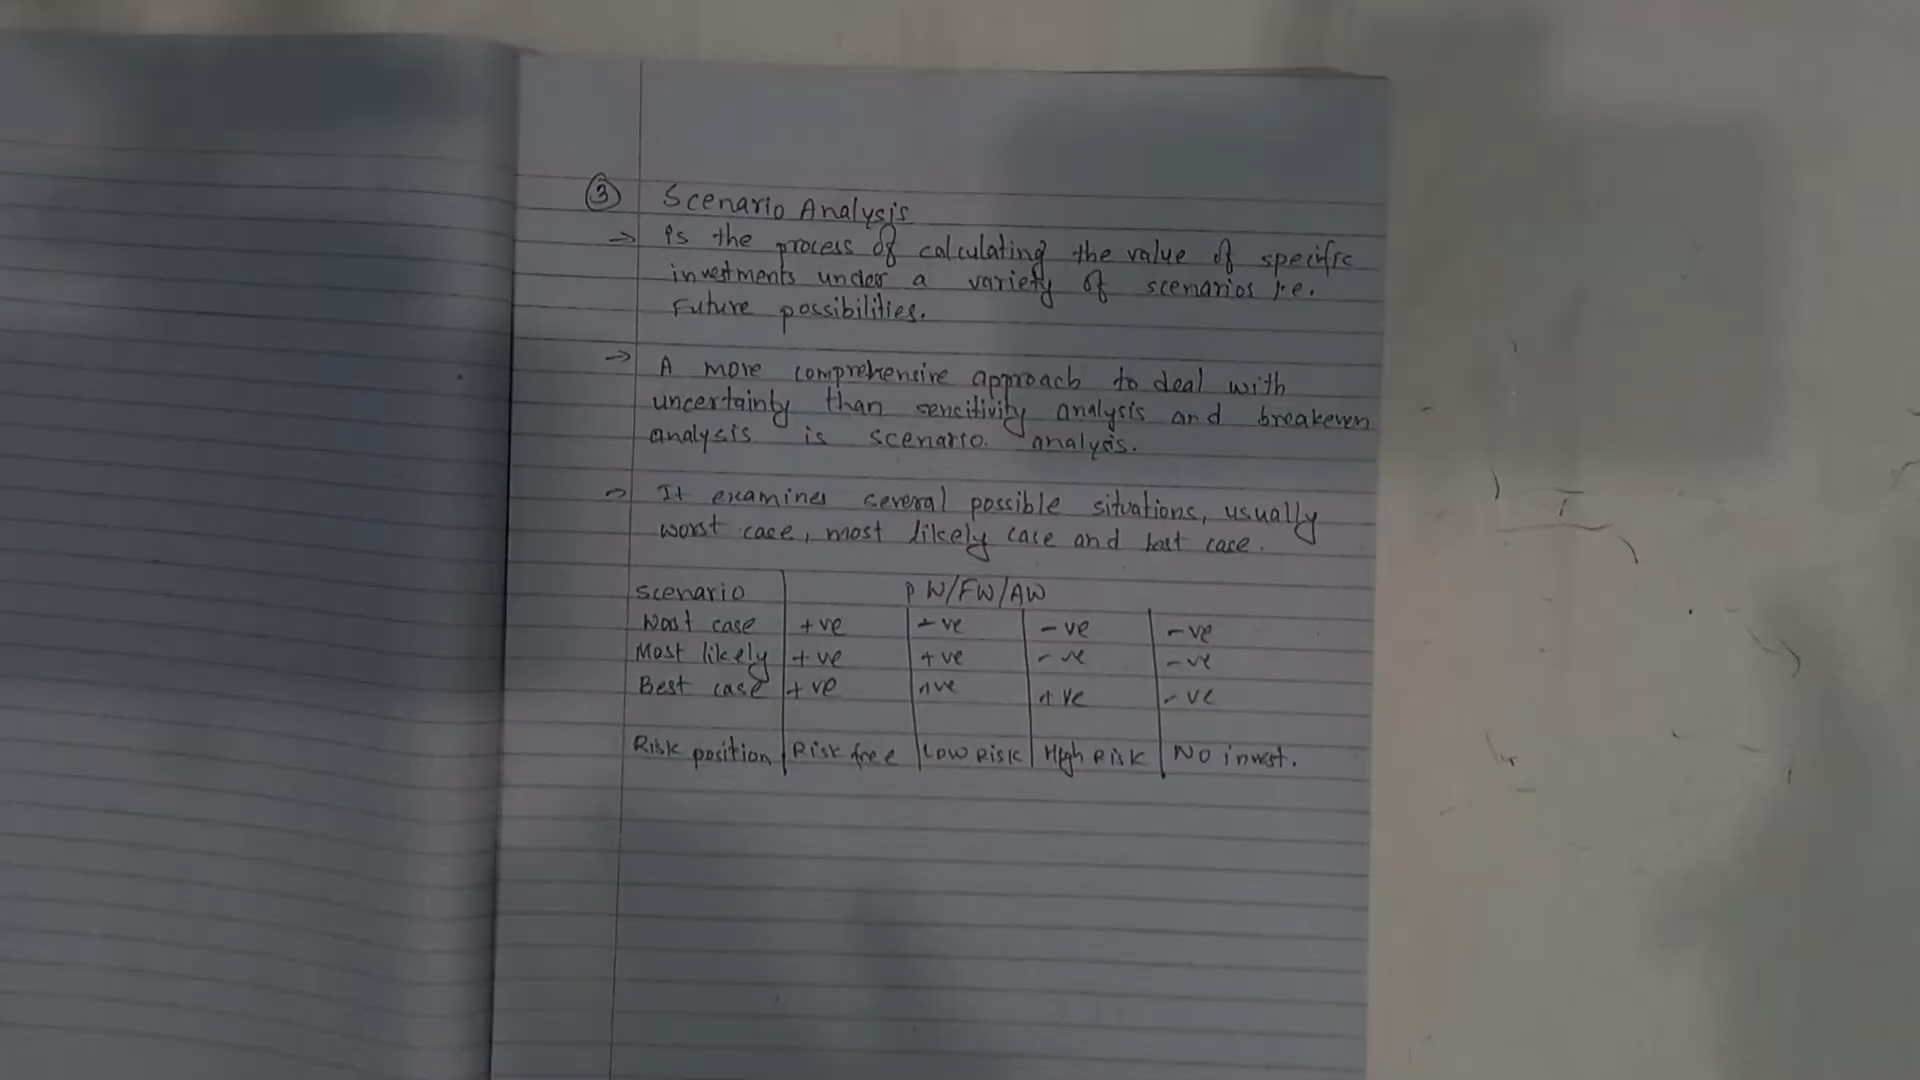 ③ Scenario Analysis
→ is the process of calculating the value of specific
investments under a variety of scenarios i.e.
Future possibilities.
→ A more comprehensive approach to deal with
uncertainty than sencitivity analysis and breakeven
analysis is scenario. analysis.
→ It examines several possible situations, usually
worst case, most likely case and best case.
scenario PW/FW/AW
Worst case +ve -ve -ve -ve
Most likely +ve +ve -ve -ve
Best case +ve +ve +ve -ve
Risk position Risk free Low Risk High Risk No invest.